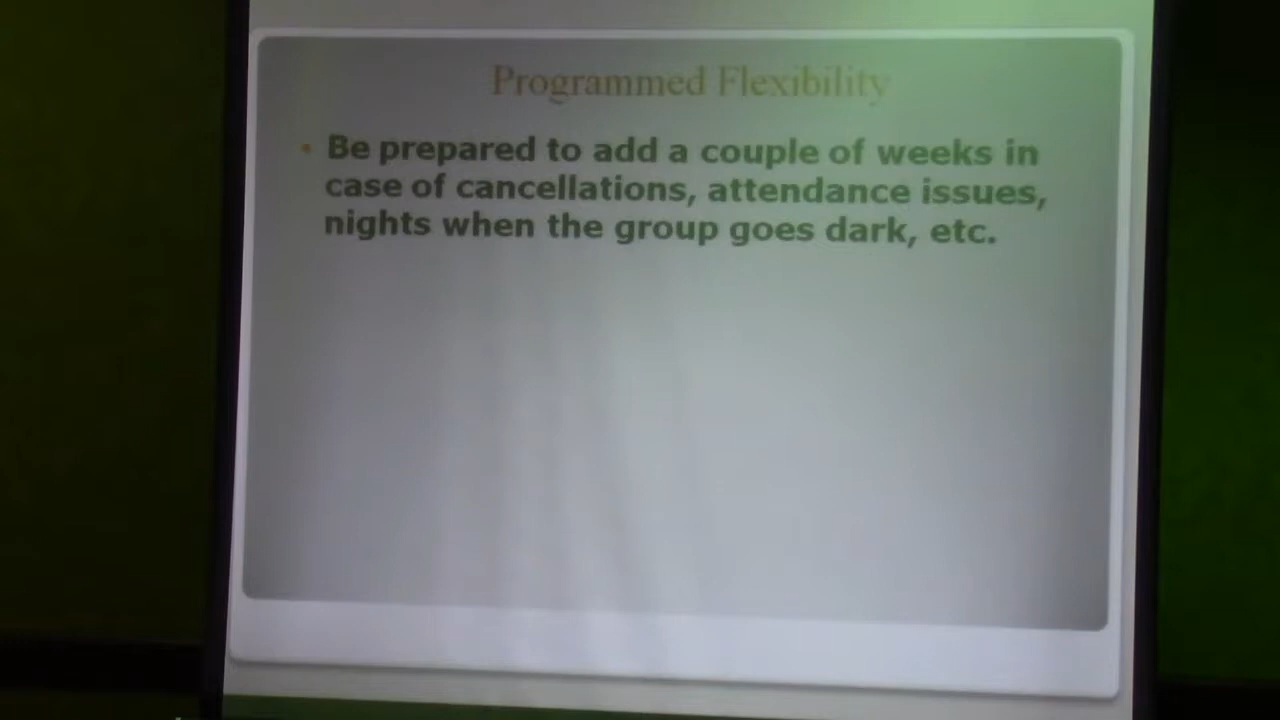 Programmed Flexibility
• Be prepared to add a couple of weeks in
case of cancellations, attendance issues,
nights when the group goes dark, etc.